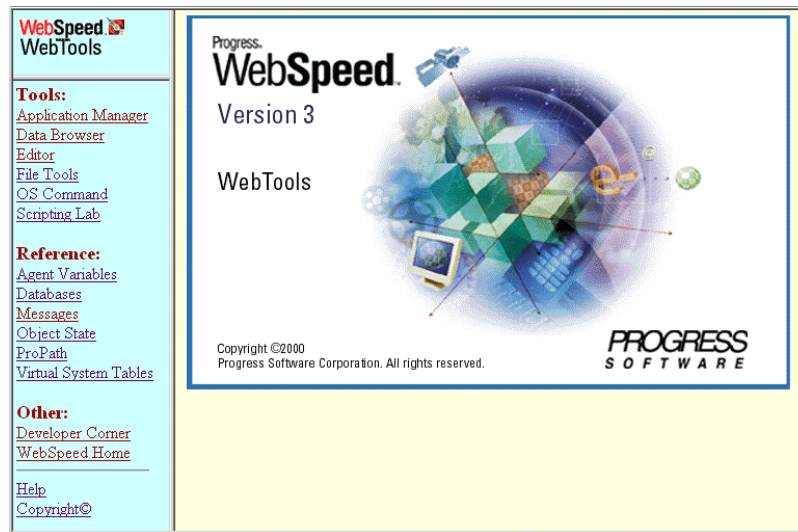 WebSpeed
WebTools
Tools:
Application Manager
Data Browser
Editor
File Tools
OS Command
Scripting Lab
Reference:
Agent Variables
Databases
Messages
Object State
ProPath
Virtual System Tables
Other:
Developer Corner
WebSpeed Home
Help
Copyright©
Progress.
WebSpeed.
Version 3
WebTools
e
e
Copyright ©2000
Progress Software Corporation. All rights reserved.
PROGRESS
SOFTWARE